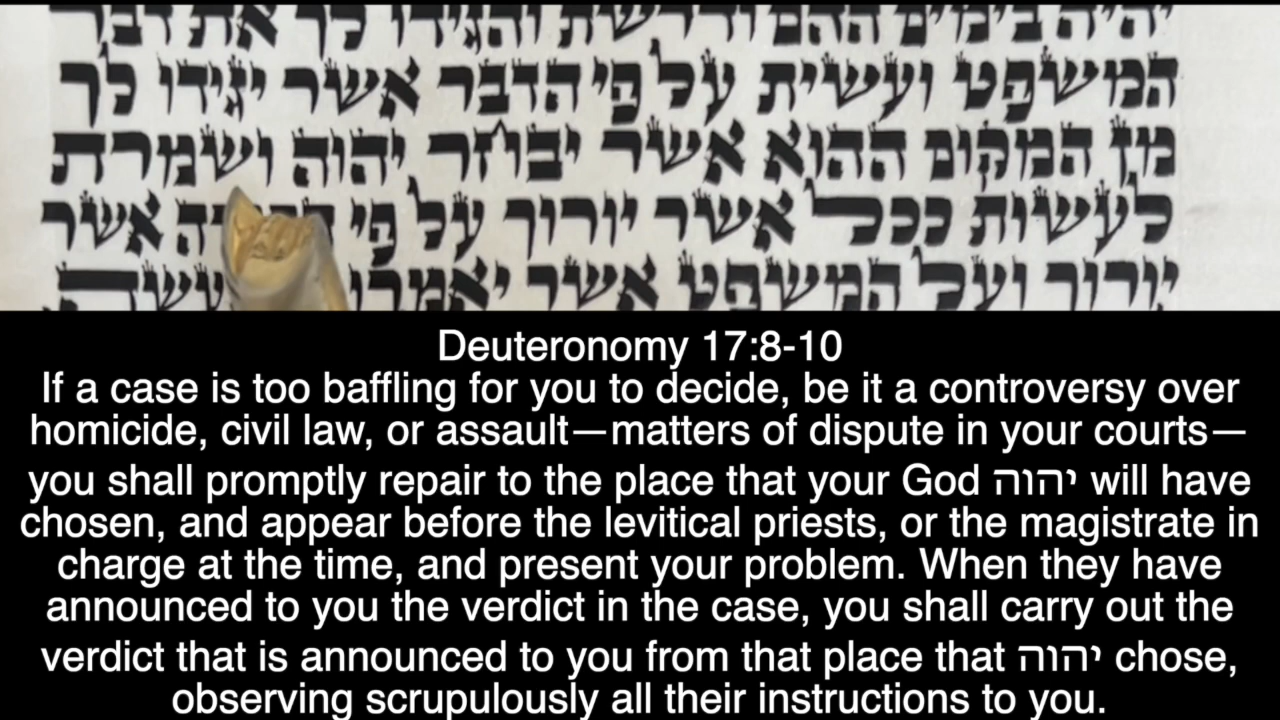 יהיה בימים ההם ודרשת והגידו לך את דבר
המשפט ועשית על פי הדבר אשר יגידו לך
מן המקום ההוא אשר יבחר יהוה ושמרת
לעשות ככל אשר יורוך על פי אשר
יורוך ועל המשפט אשר יאמרו
Deuteronomy 17:8-10
If a case is too baffling for you to decide, be it a controversy over
homicide, civil law, or assault—matters of dispute in your courts—
you shall promptly repair to the place that your God יהוה will have
chosen, and appear before the levitical priests, or the magistrate in
charge at the time, and present your problem. When they have
announced to you the verdict in the case, you shall carry out the
verdict that is announced to you from that place that יהוה chose,
observing scrupulously all their instructions to you.